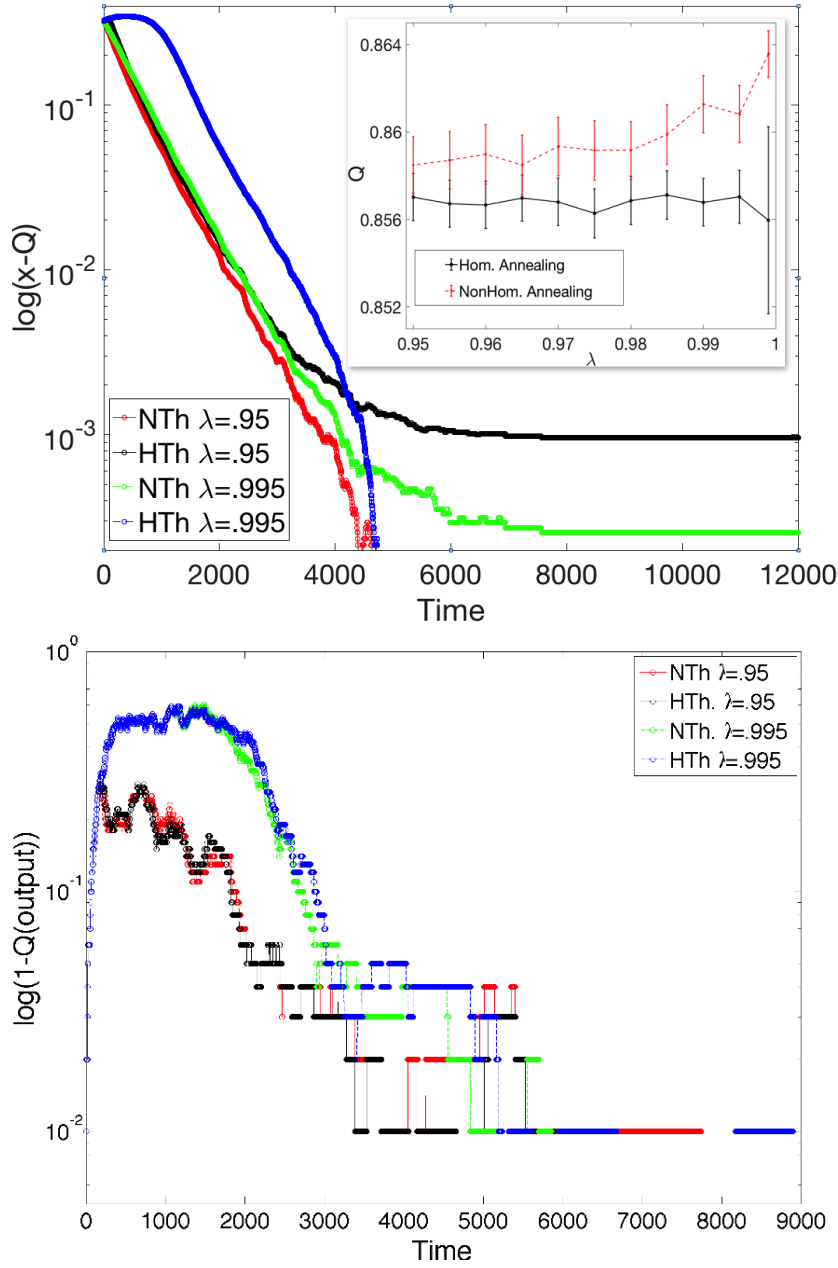 10^-1
10^-2
10^-3
log(x-Q)
0.864
0.86
0.856
0.852
Q
Hom. Annealing
NonHom. Annealing
0.95 0.96 0.97 0.98 0.99 1
λ
NTh λ=.95
HTh λ=.95
NTh λ=.995
HTh λ=.995
0 2000 4000 6000 8000 10000 12000
Time
10^0
10^-1
10^-2
log(1-Q(output))
NTh λ=.95
HTh. λ=.95
NTh. λ=.995
HTh λ=.995
0 1000 2000 3000 4000 5000 6000 7000 8000 9000
Time